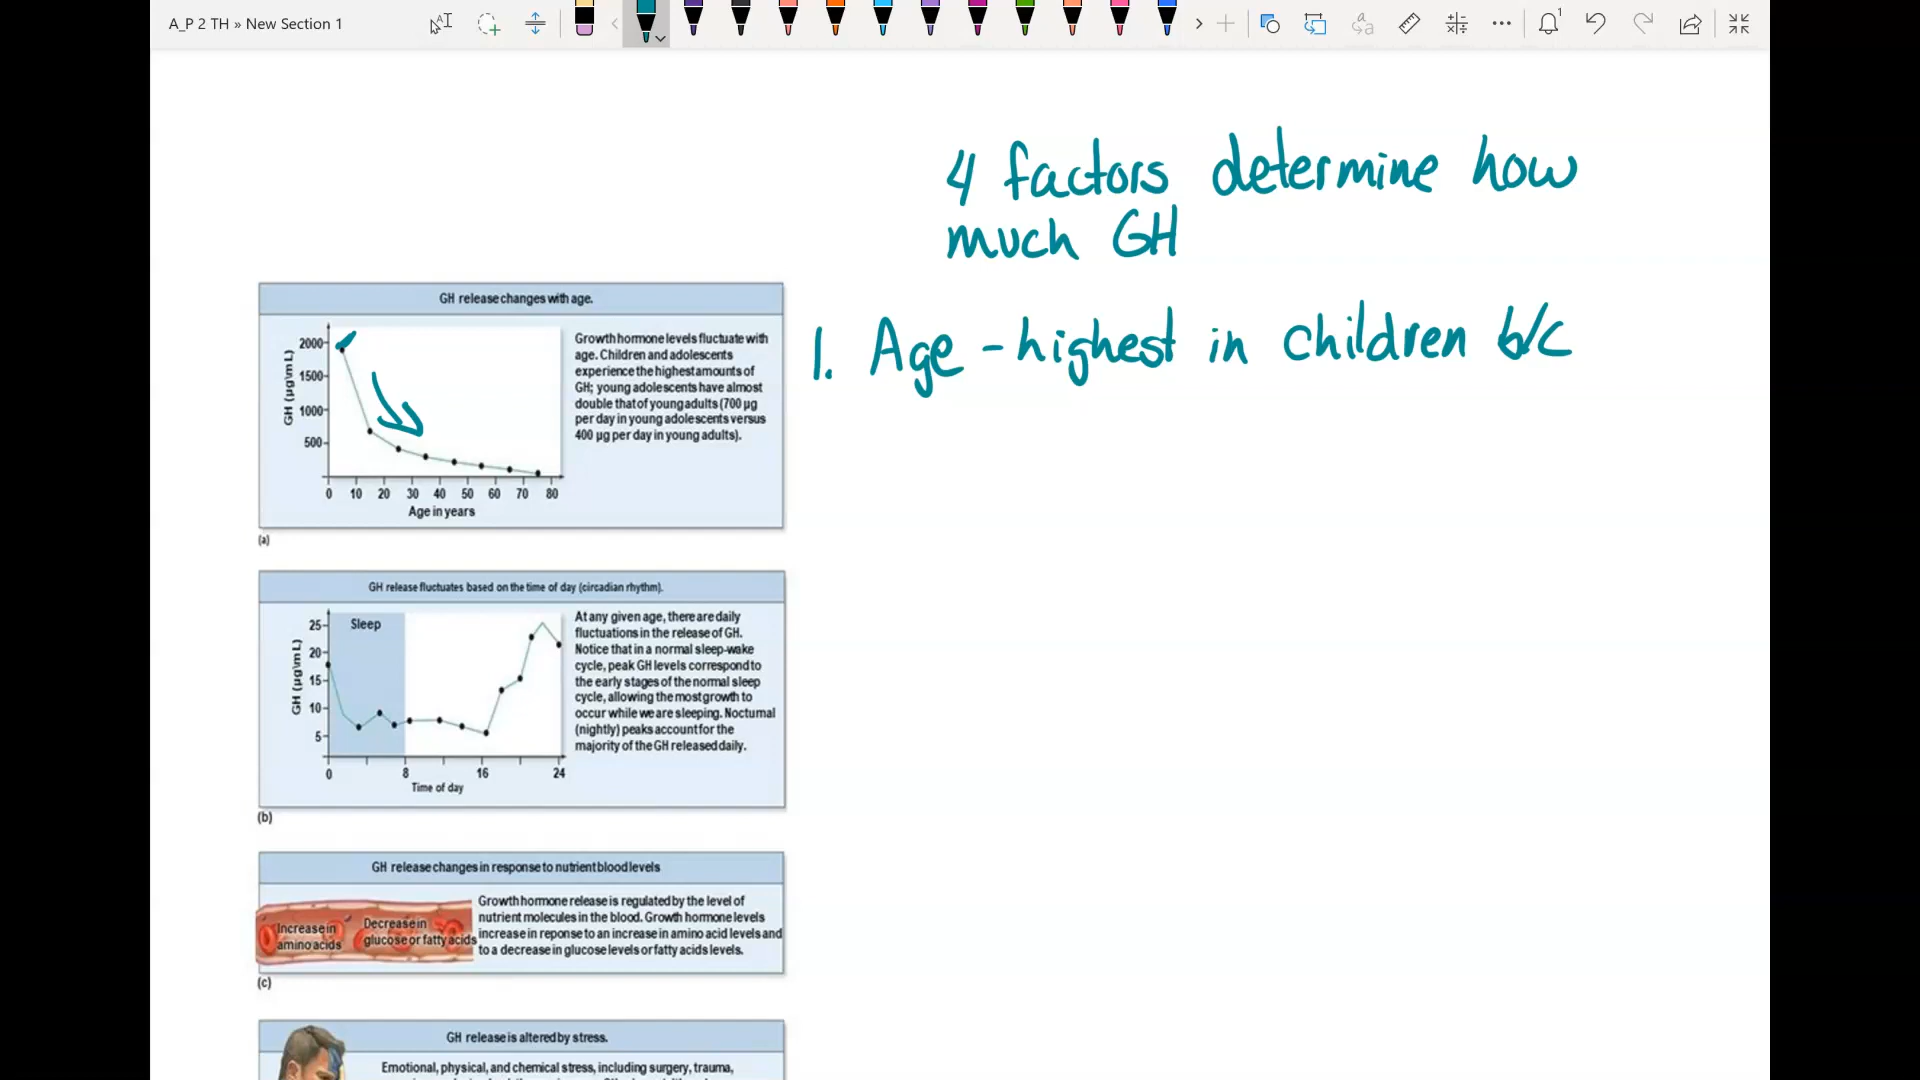 A_P 2 TH » New Section 1
4 factors determine how
much GH
1. Age - highest in children b/c
GH release changes with age.
GH (µg\mL)
2000
1500
1000
500
0 10 20 30 40 50 60 70 80
Age in years
Growth hormone levels fluctuate with
age. Children and adolescents
experience the highest amounts of
GH; young adolescents have almost
double that of young adults (700 µg
per day in young adolescents versus
400 µg per day in young adults).
(a)
GH release fluctuates based on the time of day (circadian rhythm).
GH (µg\mL)
25
20
15
10
5
Sleep
0 8 16 24
Time of day
At any given age, there are daily
fluctuations in the release of GH.
Notice that in a normal sleep-wake
cycle, peak GH levels correspond to
the early stages of the normal sleep
cycle, allowing the most growth to
occur while we are sleeping. Nocturnal
(nightly) peaks account for the
majority of the GH released daily.
(b)
GH release changes in response to nutrient blood levels
Increase in
amino acids
Decrease in
glucose or fatty acids
Growth hormone release is regulated by the level of
nutrient molecules in the blood. Growth hormone levels
increase in reponse to an increase in amino acid levels and
to a decrease in glucose levels or fatty acids levels.
(c)
GH release is altered by stress.
Emotional, physical, and chemical stress, including surgery, trauma,